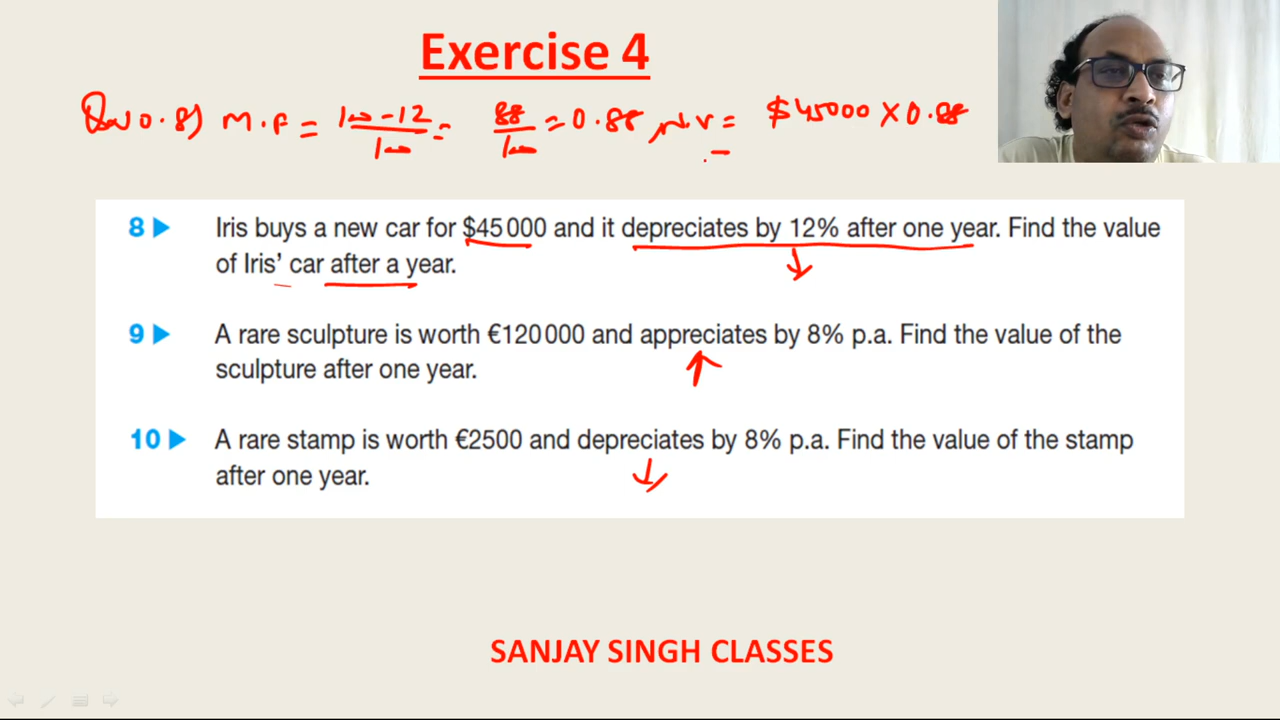 Exercise 4
8) M.F = 100-12/100 = 88/100 = 0.88, N.V = $45000 X 0.88
8 ▶ Iris buys a new car for $45 000 and it depreciates by 12% after one year. Find the value
of Iris’ car after a year.
9 ▶ A rare sculpture is worth €120 000 and appreciates by 8% p.a. Find the value of the
sculpture after one year.
10 ▶ A rare stamp is worth €2500 and depreciates by 8% p.a. Find the value of the stamp
after one year.
SANJAY SINGH CLASSES